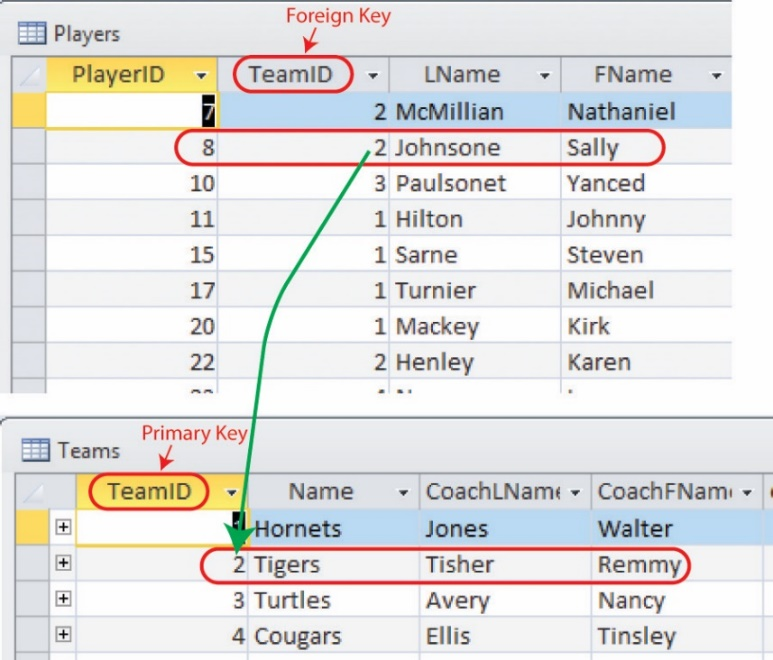 Foreign Key
Players
PlayerID TeamID LName FName
7 2 McMillian Nathaniel
8 2 Johnsone Sally
10 3 Paulsonet Yanced
11 1 Hilton Johnny
15 1 Sarne Steven
17 1 Turnier Michael
20 1 Mackey Kirk
22 2 Henley Karen
Primary Key
Teams
TeamID Name CoachLName CoachFNam
1 Hornets Jones Walter
2 Tigers Tisher Remmy
3 Turtles Avery Nancy
4 Cougars Ellis Tinsley